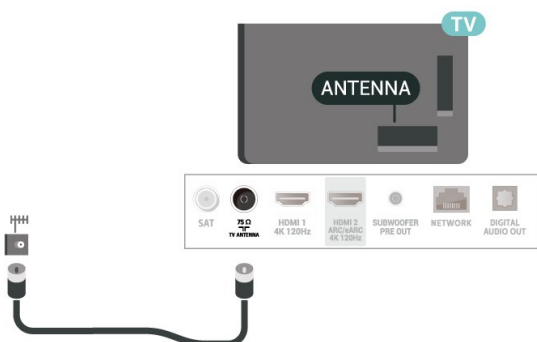 TV
ANTENNA
SAT
75 Ω
TV ANTENNA
HDMI 1
4K 120Hz
HDMI 2
ARC/eARC
4K 120Hz
SUBWOOFER
PRE OUT
NETWORK
DIGITAL
AUDIO OUT